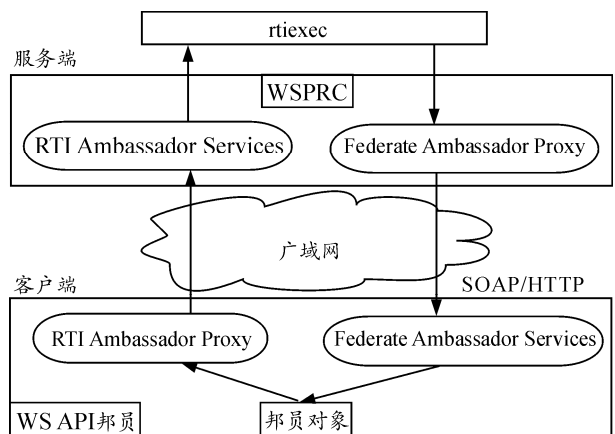 rtiexec
服务端
WSPRC
RTI Ambassador Services
Federate Ambassador Proxy
广域网
客户端
SOAP/HTTP
RTI Ambassador Proxy
Federate Ambassador Services
WS API邦员
邦员对象